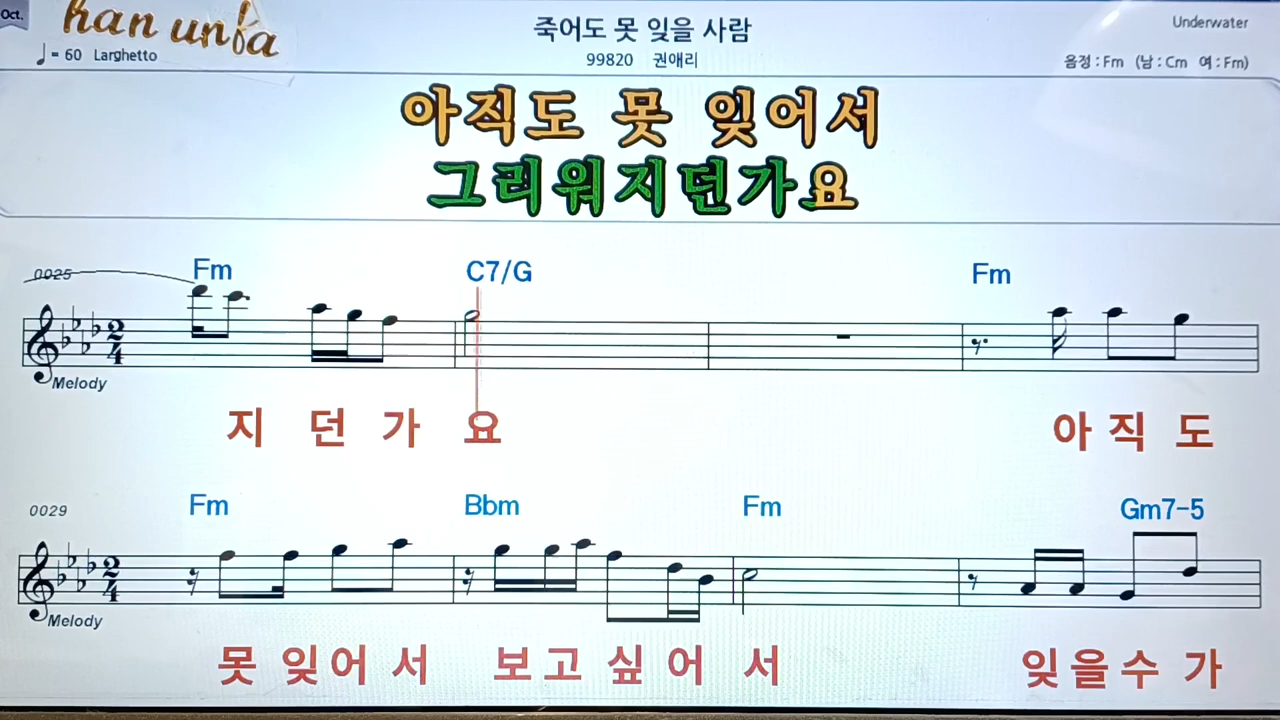 Oct.
han unfa
죽어도 못 잊을 사람
Underwater
♩= 60 Larghetto
99820 권애리
음정 : Fm (남 : Cm 여 : Fm)
아직도 못 잊어서
그리워지던가요
0025
Fm C7/G Fm
2/4
Melody
지 던 가 요 아 직 도
0029
Fm Bbm Fm Gm7-5
2/4
Melody
못 잊 어 서 보 고 싶 어 서 잊 을 수 가